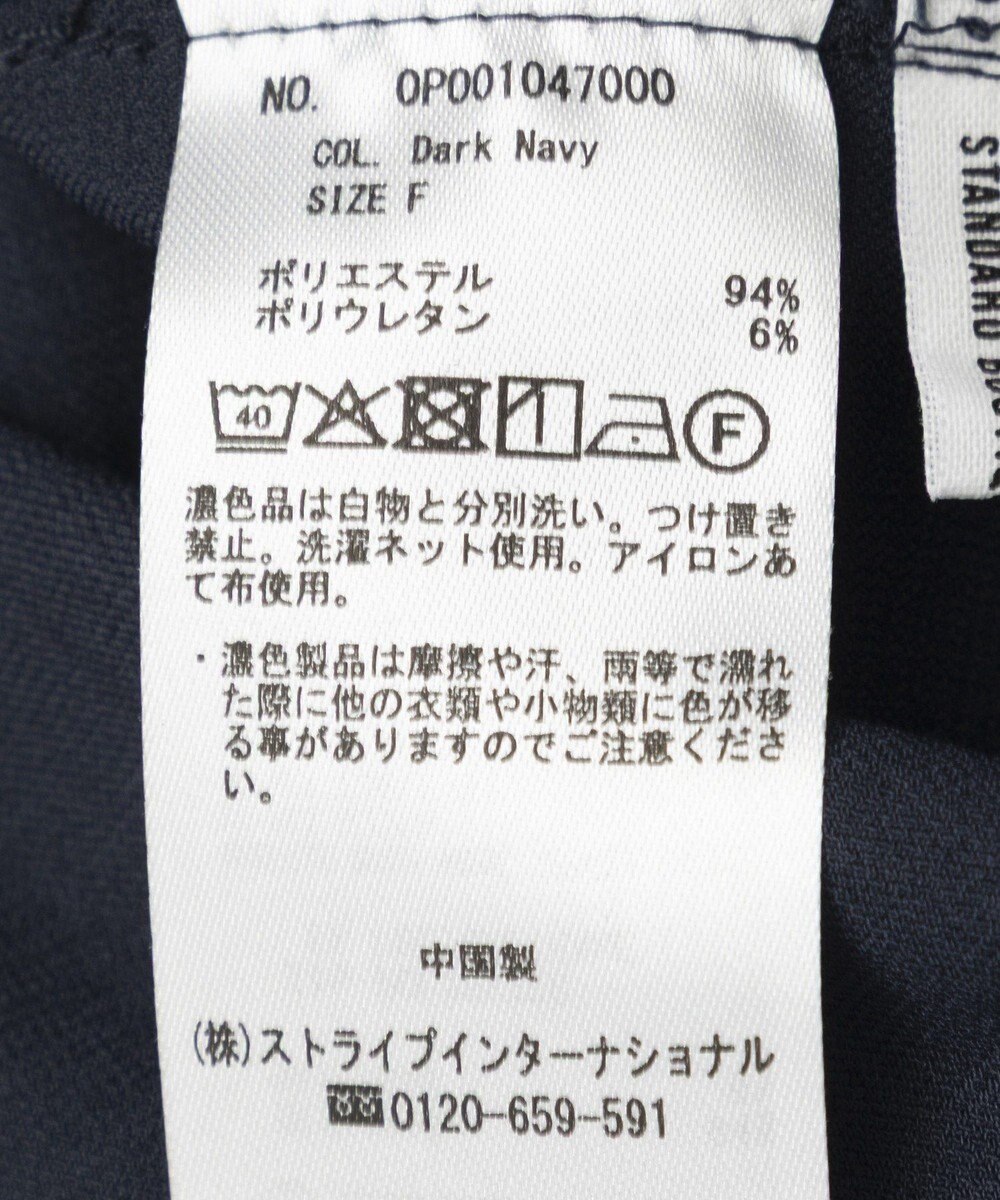 NO. 0P001047000
COL. Dark Navy
SIZE F
ポリエステル 94%
ポリウレタン 6%
40
F
濃色品は白物と分別洗い。つけ置き
禁止。洗濯ネット使用。アイロンあ
て布使用。
・濃色製品は摩擦や汗、雨等で濡れ
た際に他の衣類や小物類に色が移
る事がありますのでご注意くださ
い。
中国製
(株)ストライプインターナショナル
0120-659-591
STANDARD